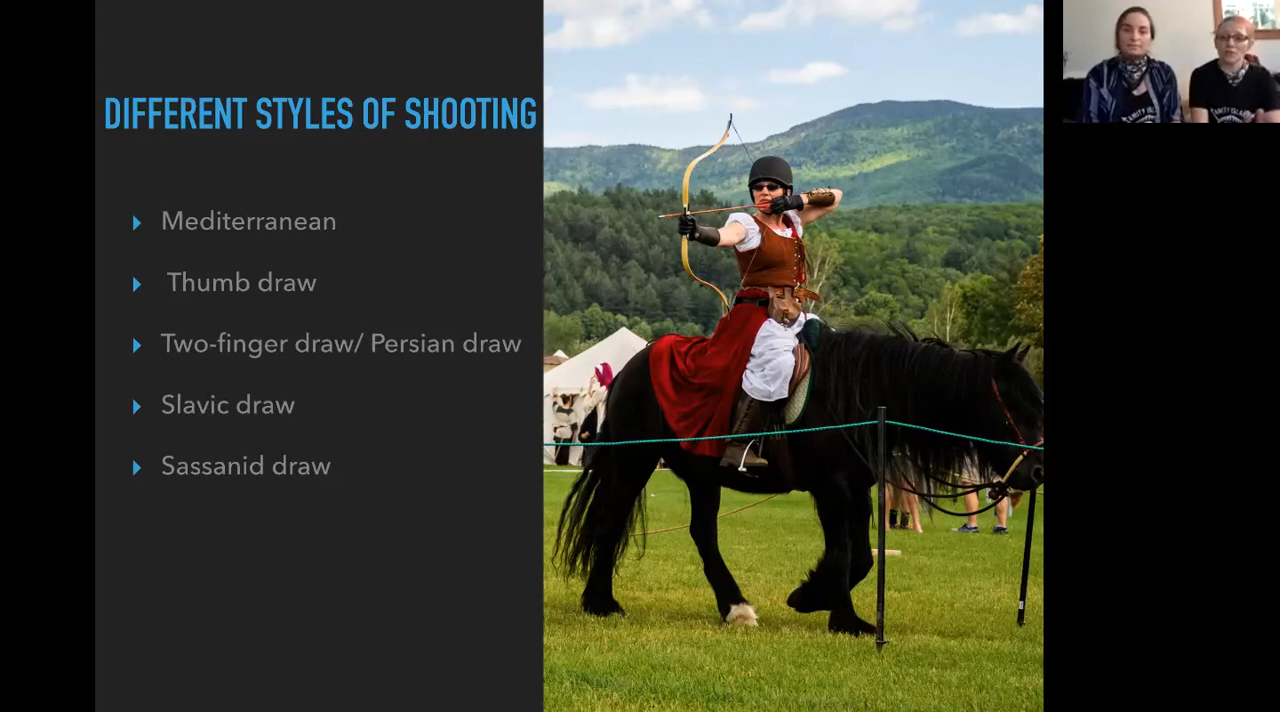 DIFFERENT STYLES OF SHOOTING
Mediterranean
Thumb draw
Two-finger draw/ Persian draw
Slavic draw
Sassanid draw